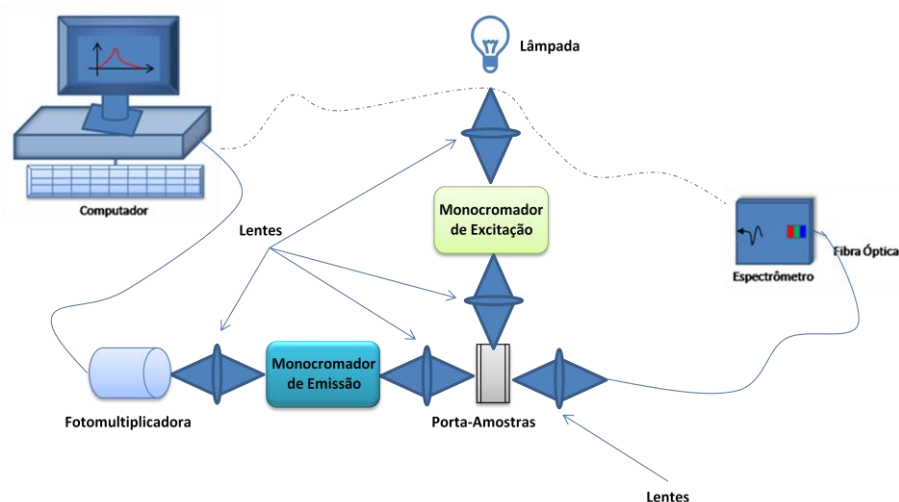 Lâmpada
Computador
Monocromador
de Excitação
Lentes
Fibra Óptica
Espectrômetro
Monocromador
de Emissão
Fotomultiplicadora
Porta-Amostras
Lentes